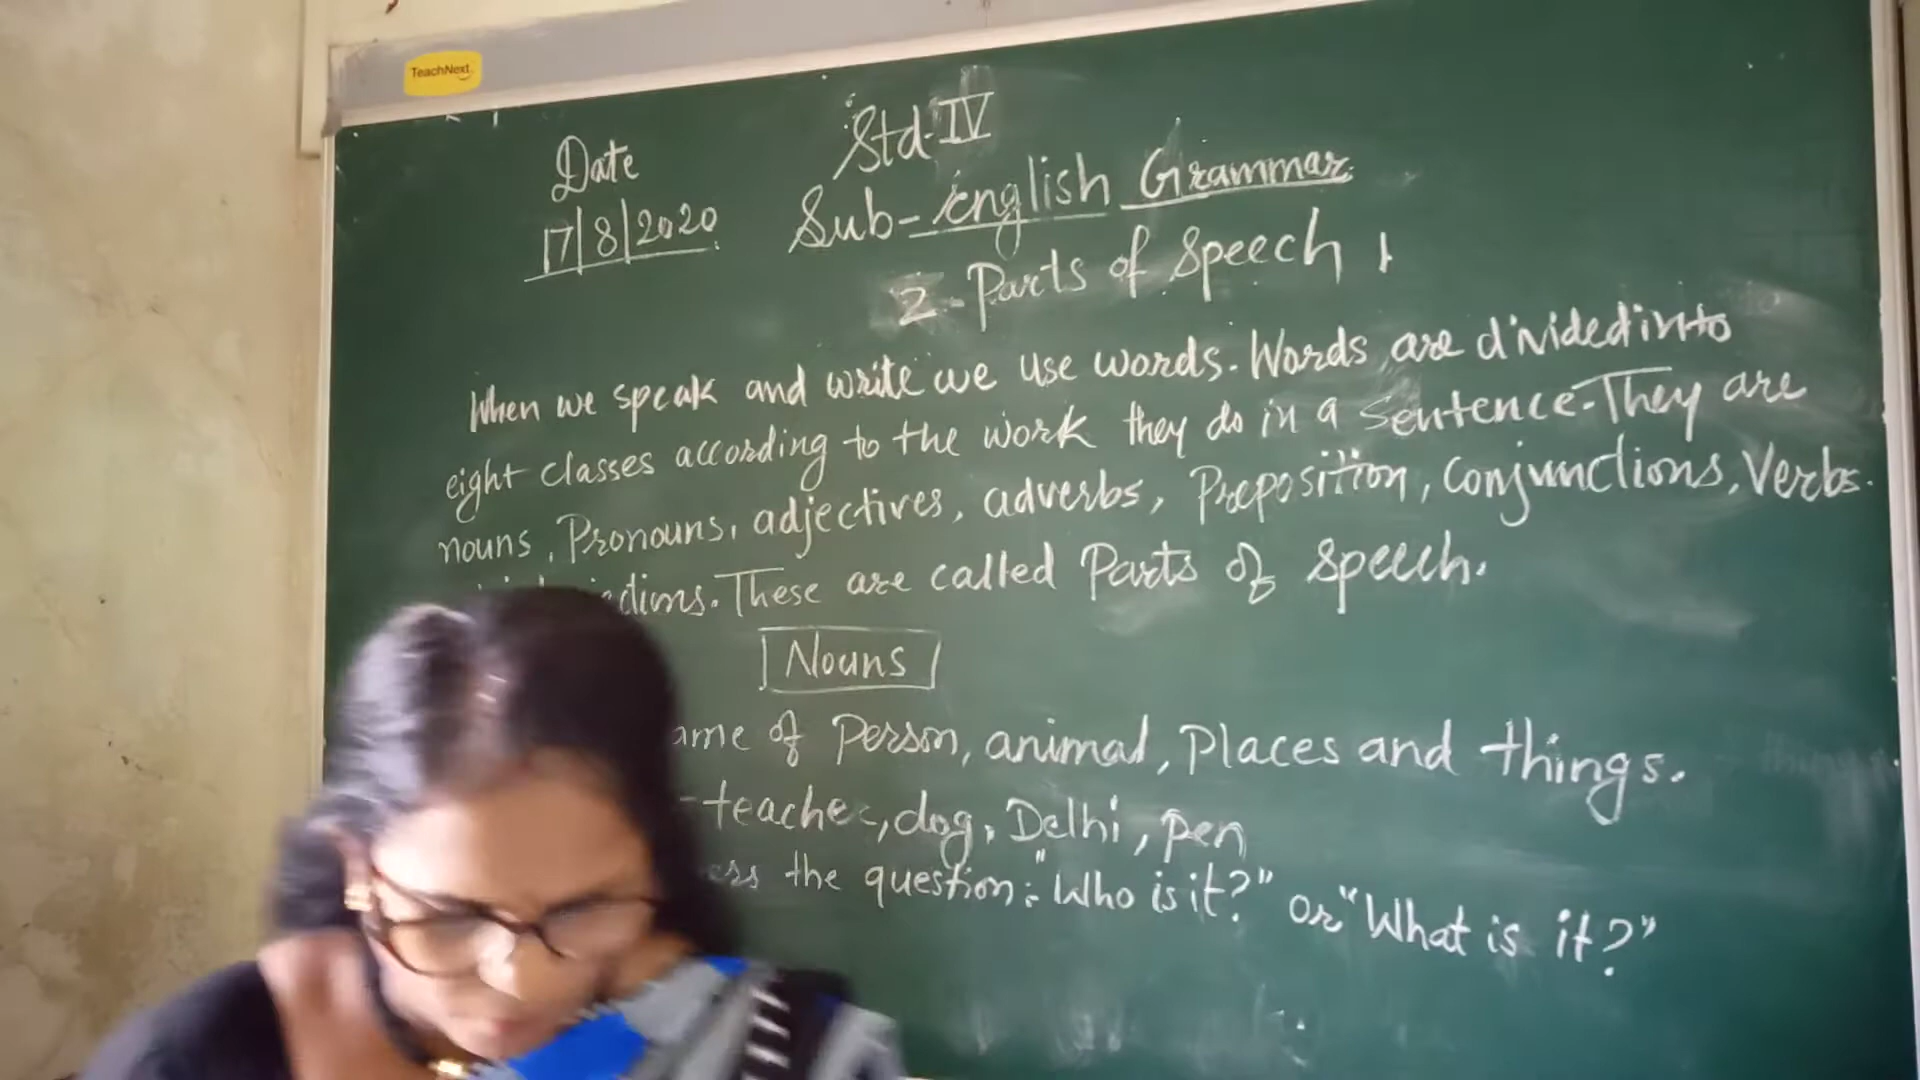 TeachNext
Date
17/8/2020
Std-IV
Sub-English Grammar
2-Parts of Speech
When we speak and write we use words. Words are divided into
eight classes according to the work they do in a sentence. They are
nouns, Pronouns, adjectives, adverbs, Preposition, Conjunctions, Verbs.
These are called Parts of speech.
Nouns
of Person, animal, Places and things.
teacher, dog, Delhi, pen
the question: "Who is it?" or "What is it?"